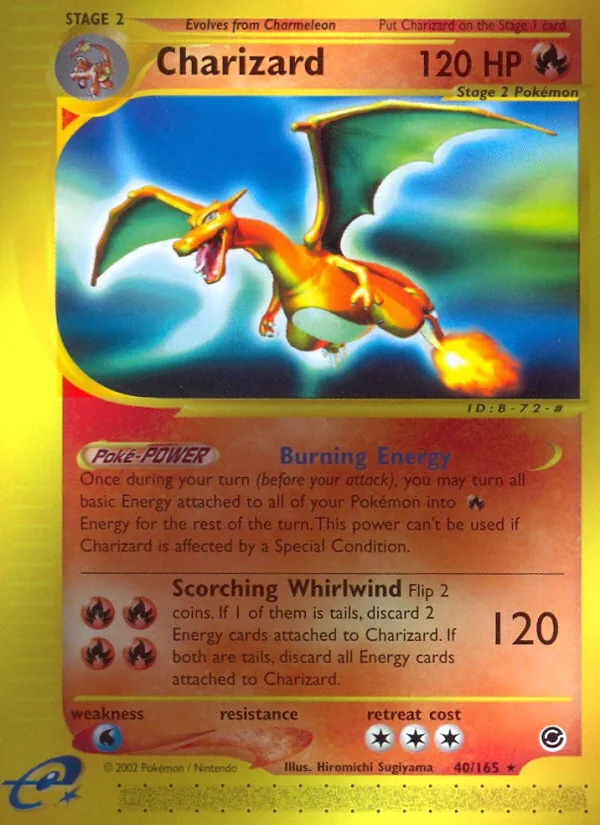 STAGE 2
Evolves from Charmeleon
Put Charizard on the Stage 1 card
Charizard
120 HP
Stage 2 Pokémon
ID:B-72-#
Poké-POWER
Burning Energy
Once during your turn (before your attack), you may turn all
basic Energy attached to all of your Pokémon into
Energy for the rest of the turn. This power can't be used if
Charizard is affected by a Special Condition.
Scorching Whirlwind Flip 2
coins. If 1 of them is tails, discard 2
Energy cards attached to Charizard. If
both are tails, discard all Energy cards
attached to Charizard.
120
weakness
resistance
retreat cost
© 2002 Pokémon / Nintendo
Illus. Hiromichi Sugiyama
40/165 ★
e